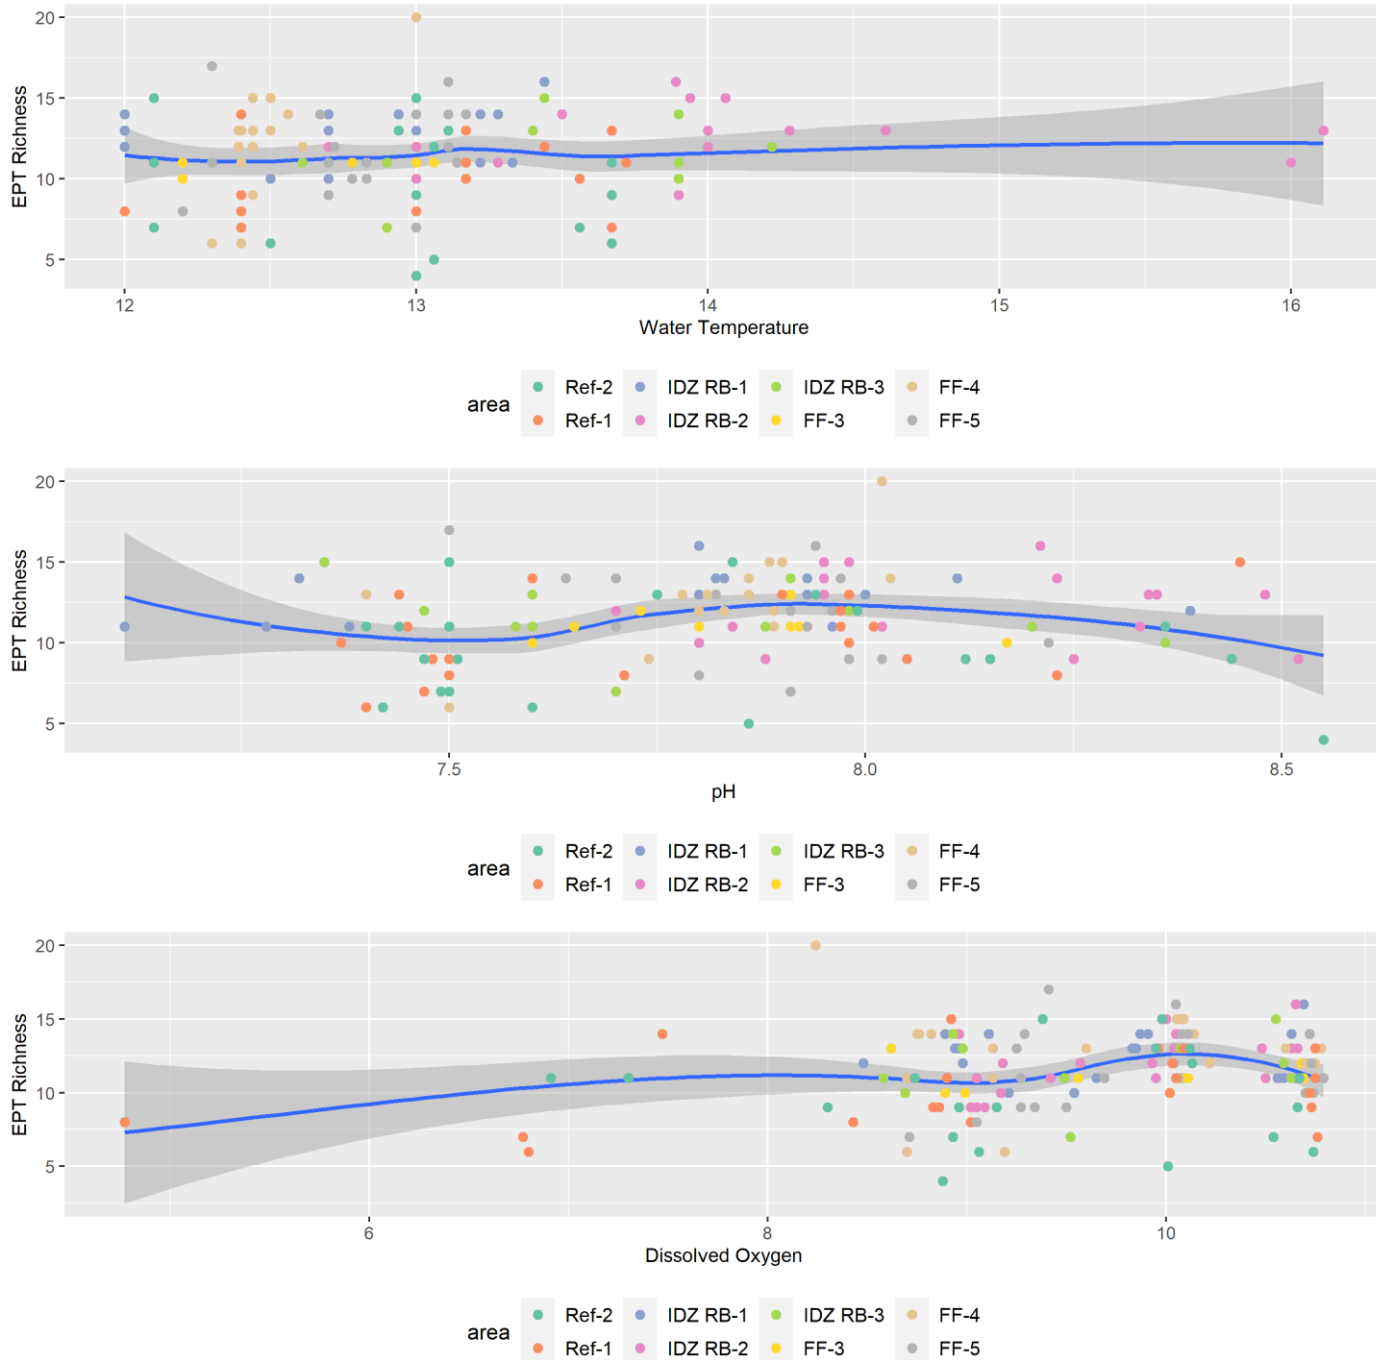 20
15
10
5
EPT Richness
12 13 14 15 16
Water Temperature
area
Ref-2 IDZ RB-1 IDZ RB-3 FF-4
Ref-1 IDZ RB-2 FF-3 FF-5
20
15
10
5
EPT Richness
7.5 8.0 8.5
pH
area
Ref-2 IDZ RB-1 IDZ RB-3 FF-4
Ref-1 IDZ RB-2 FF-3 FF-5
20
15
10
5
EPT Richness
6 8 10
Dissolved Oxygen
area
Ref-2 IDZ RB-1 IDZ RB-3 FF-4
Ref-1 IDZ RB-2 FF-3 FF-5